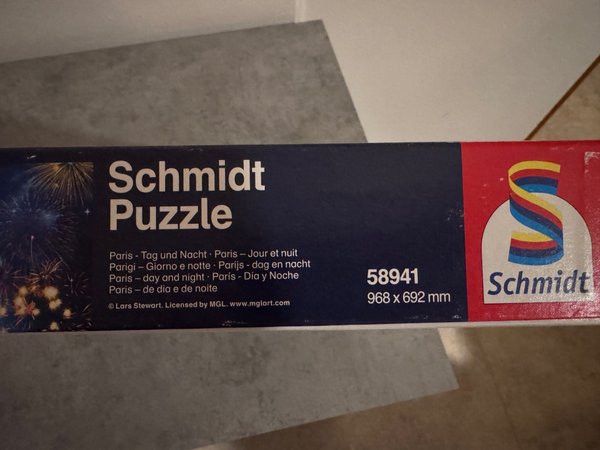 Schmidt
Puzzle
Paris - Tag und Nacht · Paris – Jour et nuit
Parigi – Giorno e notte · Parijs - dag en nacht
Paris – day and night · Paris - Día y Noche
Paris – de dia e de noite
© Lars Stewart. Licensed by MGL. www.mglart.com
58941
968 x 692 mm
Schmidt